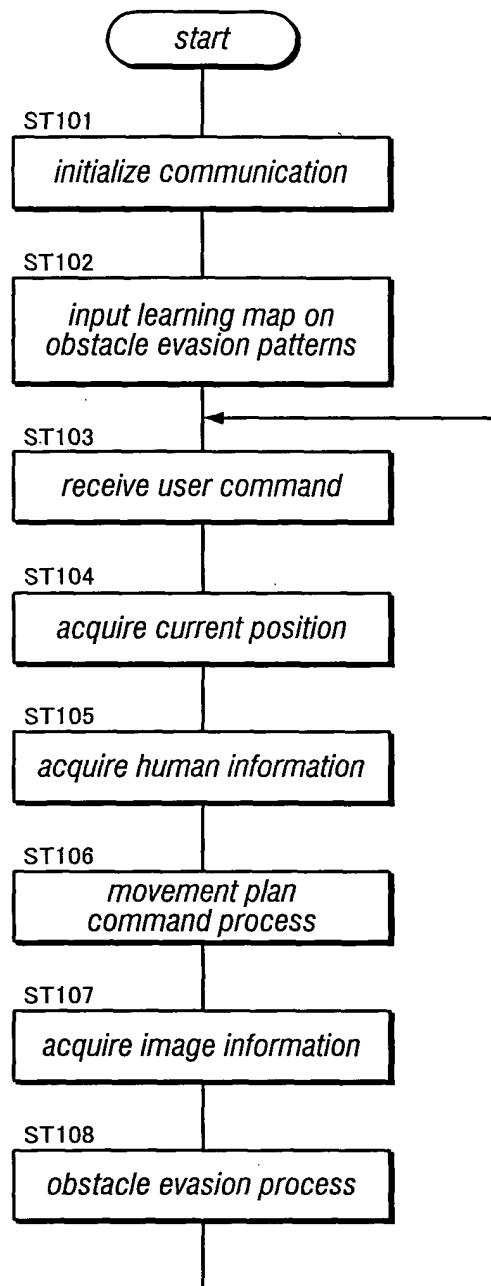 start
ST101
initialize communication
ST102
input learning map on
obstacle evasion patterns
ST103
receive user command
ST104
acquire current position
ST105
acquire human information
ST106
movement plan
command process
ST107
acquire image information
ST108
obstacle evasion process